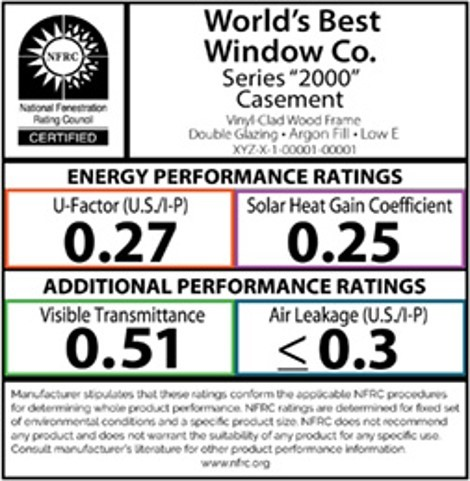 NFRC
National Fenestration
Rating Council
CERTIFIED
World's Best
Window Co.
Series "2000"
Casement
Vinyl-Clad Wood Frame
Double Glazing • Argon Fill • Low E
XYZ-X-1-00001-00001
ENERGY PERFORMANCE RATINGS
U-Factor (U.S./I-P)
0.27
Solar Heat Gain Coefficient
0.25
ADDITIONAL PERFORMANCE RATINGS
Visible Transmittance
0.51
Air Leakage (U.S./I-P)
≤ 0.3
Manufacturer stipulates that these ratings conform the applicable NFRC procedures
for determining whole product performance. NFRC ratings are determined for fixed set
of environmental conditions and a specific product size. NFRC does not recommend
any product and does not warrant the suitability of any product for any specific use.
Consult manufacturer's literature for other product performance information.
www.nfrc.org